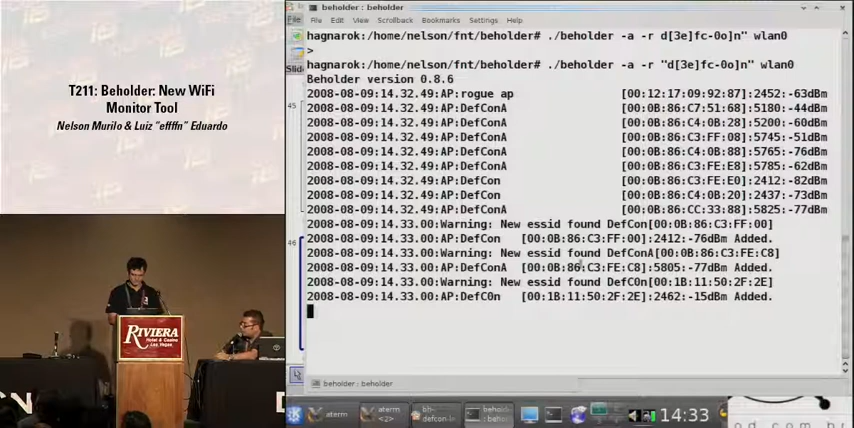 T211: Beholder: New WiFi
Monitor Tool
Nelson Murilo & Luiz "effffn" Eduardo
RIVIERA
Hotel & Casino
Las Vegas
beholder : beholder
File Edit View Scrollback Bookmarks Settings Help
hagnarok:/home/nelson/fnt/beholder# ./beholder -a -r d[3e]fc-0o]n" wlan0
>
hagnarok:/home/nelson/fnt/beholder# ./beholder -a -r "d[3e]fc-0o]n" wlan0
Beholder version 0.8.6
2008-08-09:14.32.49:AP:rogue ap [00:12:17:09:92:87]:2452:-63dBm
2008-08-09:14.32.49:AP:DefConA [00:0B:86:C7:51:68]:5180:-44dBm
2008-08-09:14.32.49:AP:DefConA [00:0B:86:C4:0B:28]:5200:-60dBm
2008-08-09:14.32.49:AP:DefConA [00:0B:86:C3:FF:08]:5745:-51dBm
2008-08-09:14.32.49:AP:DefConA [00:0B:86:C4:0B:88]:5765:-76dBm
2008-08-09:14.32.49:AP:DefConA [00:0B:86:C3:FE:E8]:5785:-62dBm
2008-08-09:14.32.49:AP:DefCon [00:0B:86:C3:FE:E0]:2412:-82dBm
2008-08-09:14.32.49:AP:DefCon [00:0B:86:C4:0B:20]:2437:-73dBm
2008-08-09:14.32.49:AP:DefConA [00:0B:86:CC:33:88]:5825:-77dBm
2008-08-09:14.33.00:Warning: New essid found DefCon[00:0B:86:C3:FF:00]
2008-08-09:14.33.00:AP:DefCon [00:0B:86:C3:FF:00]:2412:-76dBm Added.
2008-08-09:14.33.00:Warning: New essid found DefConA[00:0B:86:C3:FE:C8]
2008-08-09:14.33.00:AP:DefConA [00:0B:86:C3:FE:C8]:5805:-77dBm Added.
2008-08-09:14.33.00:Warning: New essid found DefC0n[00:1B:11:50:2F:2E]
2008-08-09:14.33.00:AP:DefC0n [00:1B:11:50:2F:2E]:2462:-15dBm Added.
File
Slide
45
46
beholder : beholder
aterm
aterm
<2>
bh-
defcon-l
behold
: beho
14:33